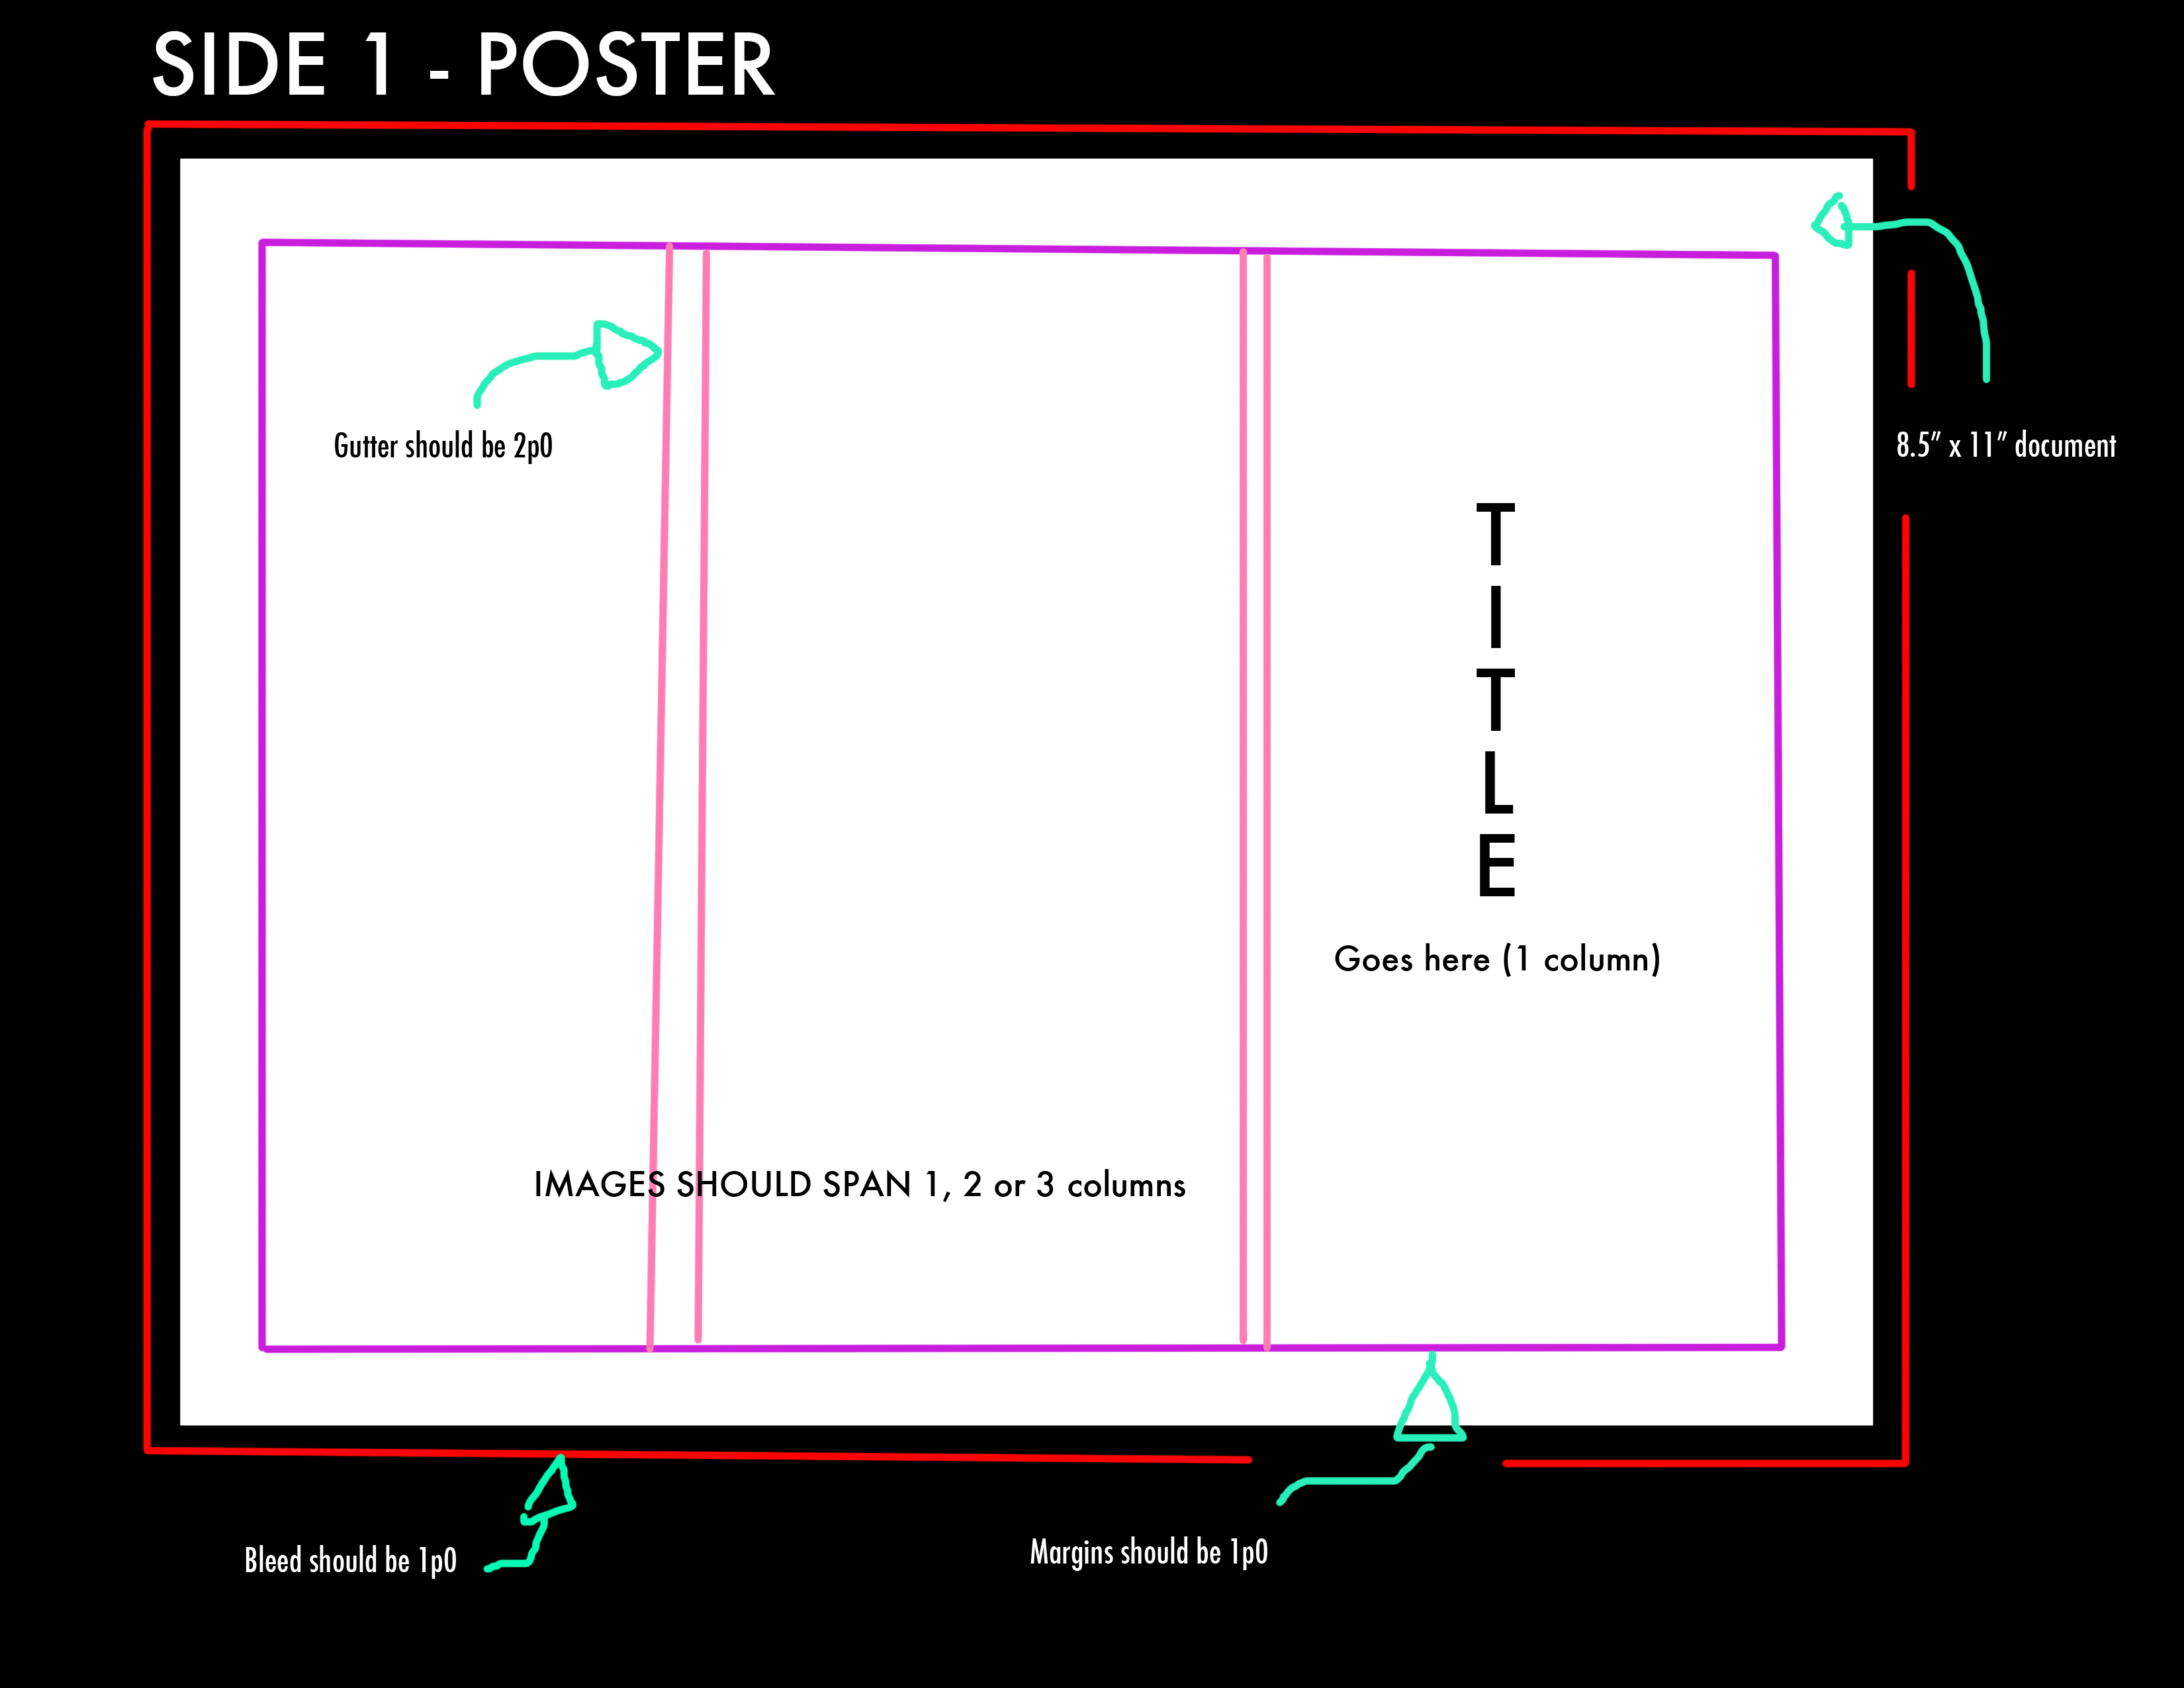 SIDE 1 - POSTER
Gutter should be 2p0
8.5” x 11” document
T
I
T
L
E
Goes here (1 column)
IMAGES SHOULD SPAN 1, 2 or 3 columns
Bleed should be 1p0
Margins should be 1p0